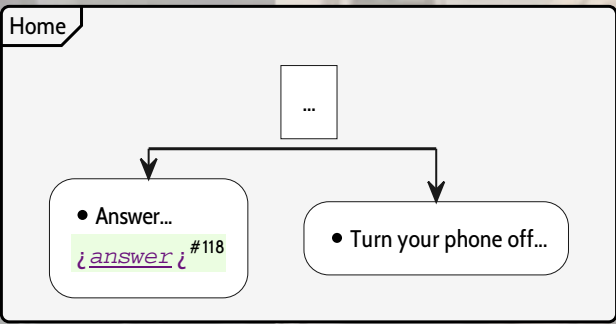 Home
...
• Answer...
¿answer¿#118
• Turn your phone off...